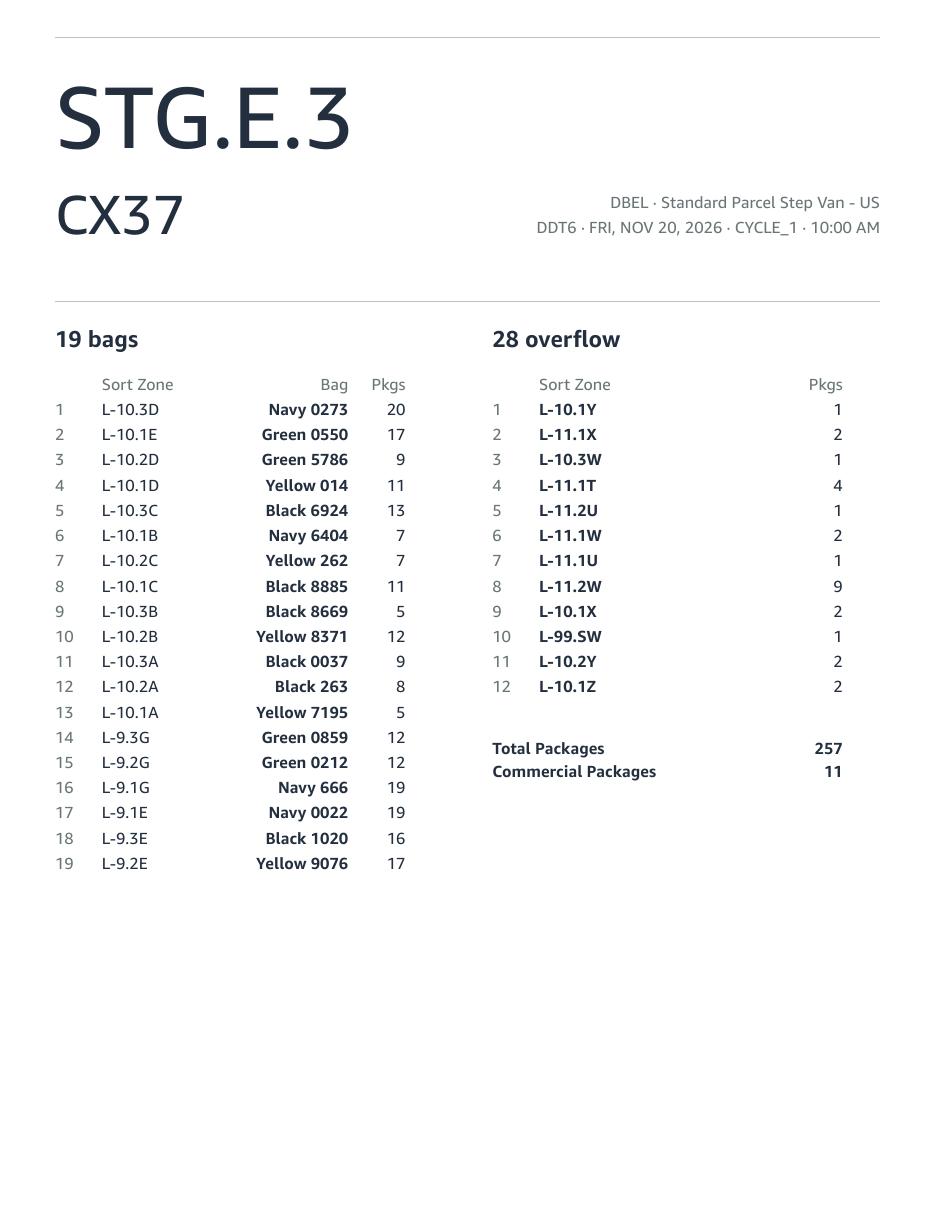 STG.E.3
CX37
DBEL · Standard Parcel Step Van - US
DDT6 · FRI, NOV 20, 2026 · CYCLE_1 · 10:00 AM
19 bags
Sort Zone Bag Pkgs
1 L-10.3D Navy 0273 20
2 L-10.1E Green 0550 17
3 L-10.2D Green 5786 9
4 L-10.1D Yellow 014 11
5 L-10.3C Black 6924 13
6 L-10.1B Navy 6404 7
7 L-10.2C Yellow 262 7
8 L-10.1C Black 8885 11
9 L-10.3B Black 8669 5
10 L-10.2B Yellow 8371 12
11 L-10.3A Black 0037 9
12 L-10.2A Black 263 8
13 L-10.1A Yellow 7195 5
14 L-9.3G Green 0859 12
15 L-9.2G Green 0212 12
16 L-9.1G Navy 666 19
17 L-9.1E Navy 0022 19
18 L-9.3E Black 1020 16
19 L-9.2E Yellow 9076 17
28 overflow
Sort Zone Pkgs
1 L-10.1Y 1
2 L-11.1X 2
3 L-10.3W 1
4 L-11.1T 4
5 L-11.2U 1
6 L-11.1W 2
7 L-11.1U 1
8 L-11.2W 9
9 L-10.1X 2
10 L-99.SW 1
11 L-10.2Y 2
12 L-10.1Z 2
Total Packages 257
Commercial Packages 11